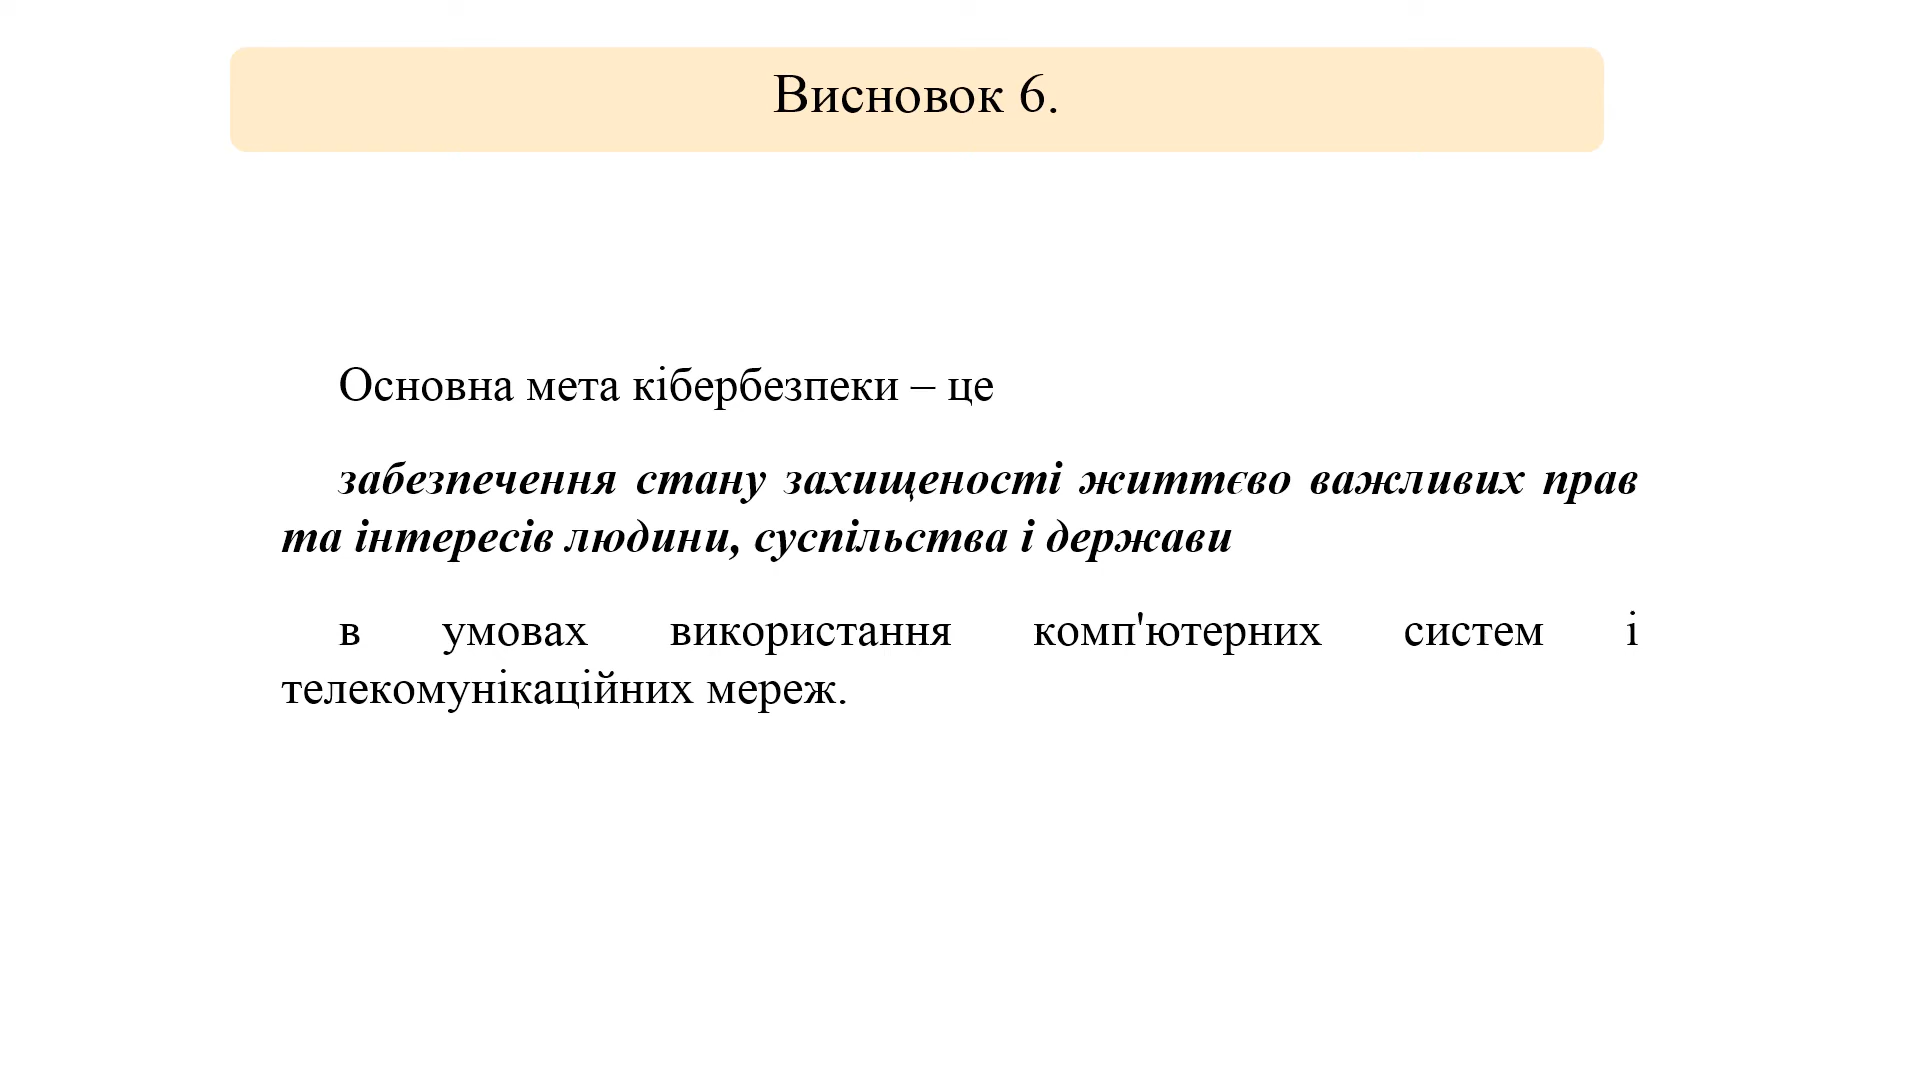 Висновок 6.
Основна мета кібербезпеки – це
забезпечення стану захищеності життєво важливих прав
та інтересів людини, суспільства і держави
в умовах використання комп'ютерних систем і
телекомунікаційних мереж.